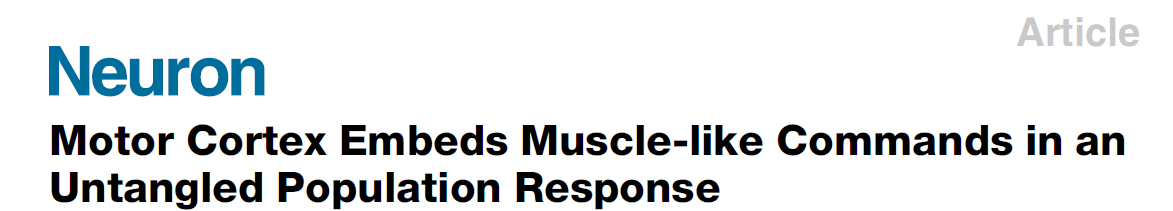 Article
Neuron
Motor Cortex Embeds Muscle-like Commands in an
Untangled Population Response